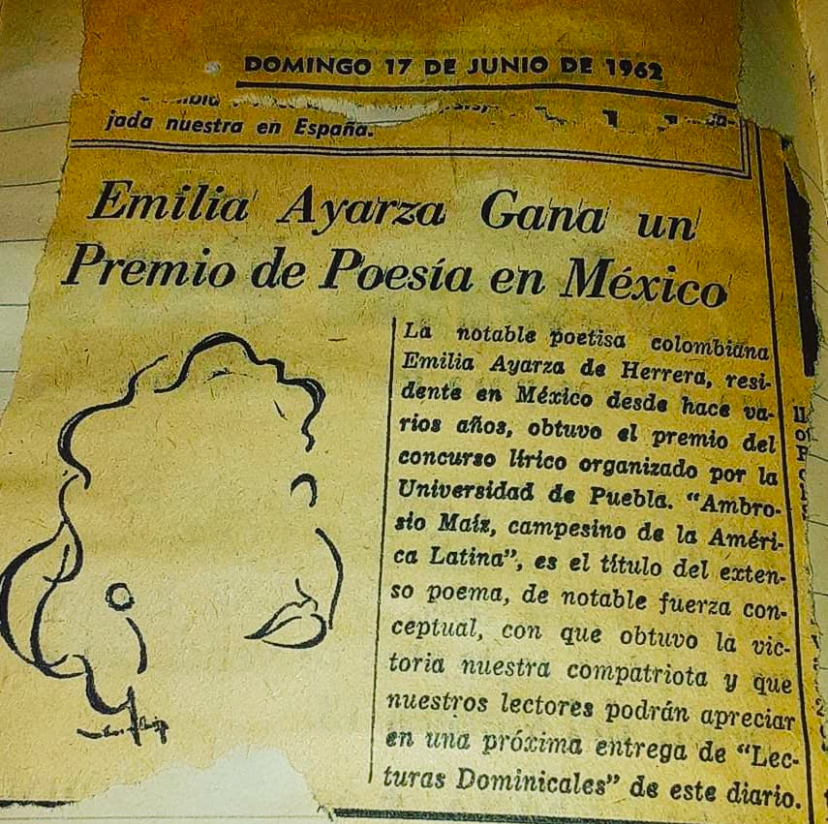 DOMINGO 17 DE JUNIO DE 1962
jada nuestra en España.
Emilia Ayarza Gana un
Premio de Poesía en México
La notable poetisa colombiana
Emilia Ayarza de Herrera, resi-
dente en México desde hace va-
rios años, obtuvo el premio del
concurso lírico organizado por la
Universidad de Puebla. “Ambro-
sio Maíz, campesino de la Améri-
ca Latina”, es el título del exten-
so poema, de notable fuerza con-
ceptual, con que obtuvo la vic-
toria nuestra compatriota y que
nuestros lectores podrán apreciar
en una próxima entrega de “Lec-
turas Dominicales” de este diario.